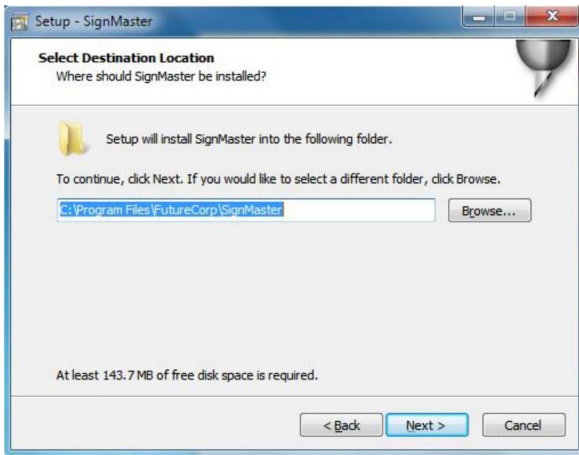 Setup - SignMaster
Select Destination Location
Where should SignMaster be installed?
Setup will install SignMaster into the following folder.
To continue, click Next. If you would like to select a different folder, click Browse.
C:\Program Files\FutureCorp\SignMaster
Browse...
At least 143.7 MB of free disk space is required.
< Back
Next >
Cancel